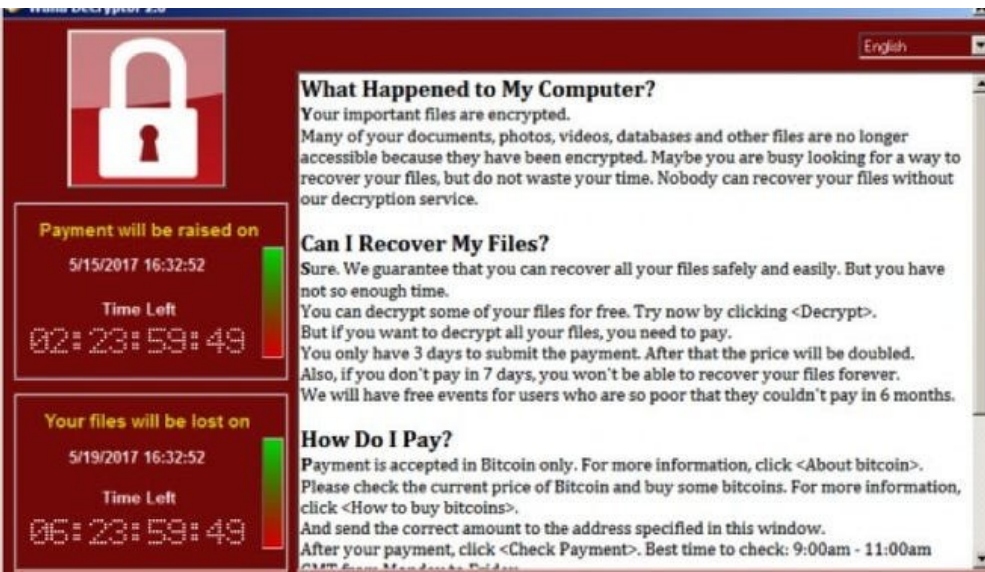 English
What Happened to My Computer?
Your important files are encrypted.
Many of your documents, photos, videos, databases and other files are no longer
accessible because they have been encrypted. Maybe you are busy looking for a way to
recover your files, but do not waste your time. Nobody can recover your files without
our decryption service.
Can I Recover My Files?
Sure. We guarantee that you can recover all your files safely and easily. But you have
not so enough time.
You can decrypt some of your files for free. Try now by clicking <Decrypt>.
But if you want to decrypt all your files, you need to pay.
You only have 3 days to submit the payment. After that the price will be doubled.
Also, if you don't pay in 7 days, you won't be able to recover your files forever.
We will have free events for users who are so poor that they couldn't pay in 6 months.
How Do I Pay?
Payment is accepted in Bitcoin only. For more information, click <About bitcoin>.
Please check the current price of Bitcoin and buy some bitcoins. For more information,
click <How to buy bitcoins>.
And send the correct amount to the address specified in this window.
After your payment, click <Check Payment>. Best time to check: 9:00am - 11:00am
Payment will be raised on
5/15/2017 16:32:52
Time Left
02:23:59:49
Your files will be lost on
5/19/2017 16:32:52
Time Left
06:23:59:49